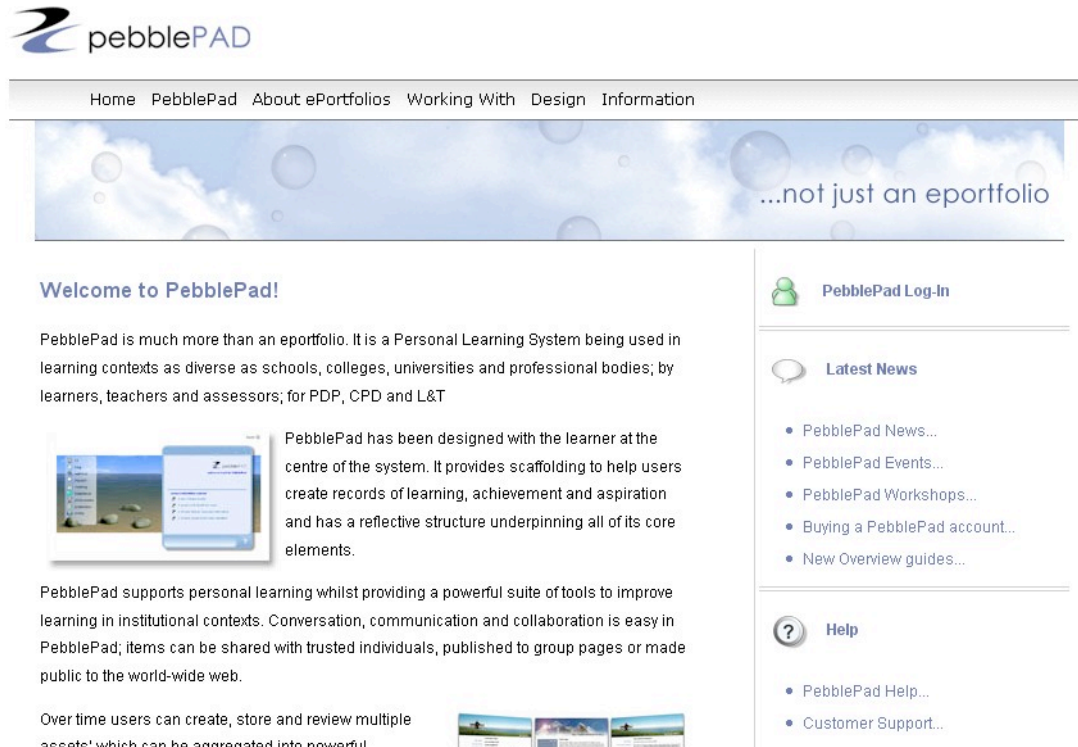 pebblePAD
Home PebblePad About ePortfolios Working With Design Information
...not just an eportfolio
Welcome to PebblePad!
PebblePad is much more than an eportfolio. It is a Personal Learning System being used in
learning contexts as diverse as schools, colleges, universities and professional bodies; by
learners, teachers and assessors; for PDP, CPD and L&T
PebblePad has been designed with the learner at the
centre of the system. It provides scaffolding to help users
create records of learning, achievement and aspiration
and has a reflective structure underpinning all of its core
elements.
PebblePad supports personal learning whilst providing a powerful suite of tools to improve
learning in institutional contexts. Conversation, communication and collaboration is easy in
PebblePad; items can be shared with trusted individuals, published to group pages or made
public to the world-wide web.
Over time users can create, store and review multiple
assets' which can be aggregated into powerful
PebblePad Log-In
Latest News
PebblePad News...
PebblePad Events...
PebblePad Workshops...
Buying a PebblePad account...
New Overview guides...
Help
PebblePad Help...
Customer Support...